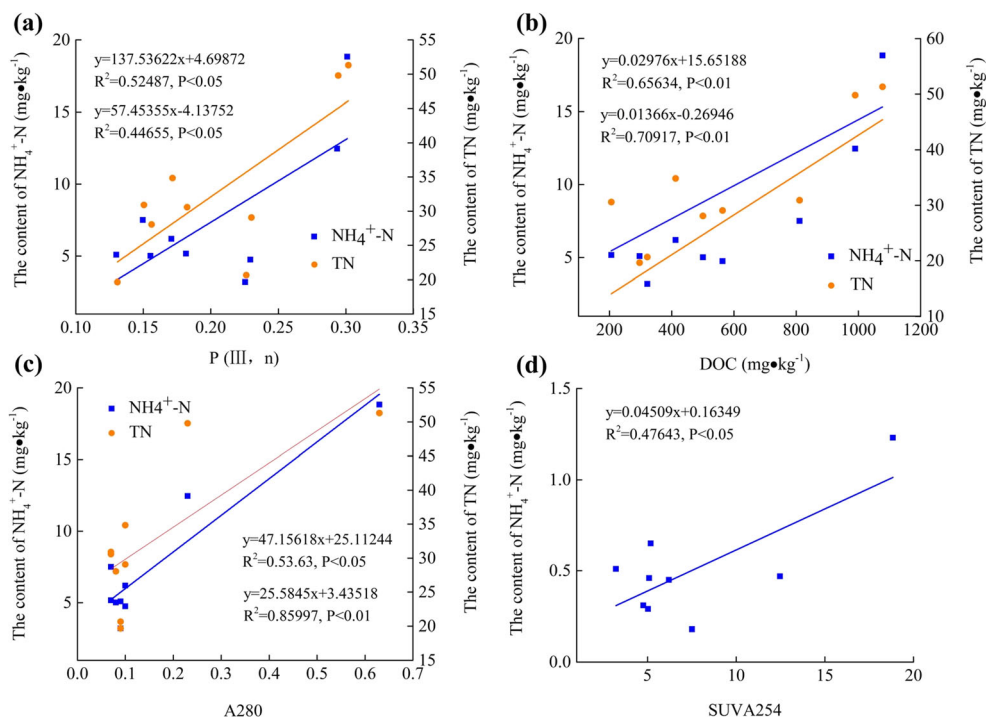 (a)
The content of NH4+-N (mg●kg-1)
20
15
10
5
y=137.53622x+4.69872
R2=0.52487, P<0.05
y=57.45355x-4.13752
R2=0.44655, P<0.05
NH4+-N
TN
55
50
45
40
35
30
25
20
15
The content of TN (mg●kg-1)
0.10 0.15 0.20 0.25 0.30 0.35
P (III, n)
(b)
The content of NH4+-N (mg●kg-1)
20
15
10
5
y=0.02976x+15.65188
R2=0.65634, P<0.01
y=0.01366x-0.26946
R2=0.70917, P<0.01
NH4+-N
TN
60
50
40
30
20
10
The content of TN (mg●kg-1)
200 400 600 800 1000 1200
DOC (mg●kg-1)
(c)
The content of NH4+-N (mg●kg-1)
20
15
10
5
NH4+-N
TN
y=47.15618x+25.11244
R2=0.53.63, P<0.05
y=25.5845x+3.43518
R2=0.85997, P<0.01
55
50
45
40
35
30
25
20
15
The content of TN (mg●kg-1)
0.0 0.1 0.2 0.3 0.4 0.5 0.6 0.7
A280
(d)
The content of NH4+-N (mg●kg-1)
1.5
1.0
0.5
0.0
y=0.04509x+0.16349
R2=0.47643, P<0.05
5 10 15 20
SUVA254